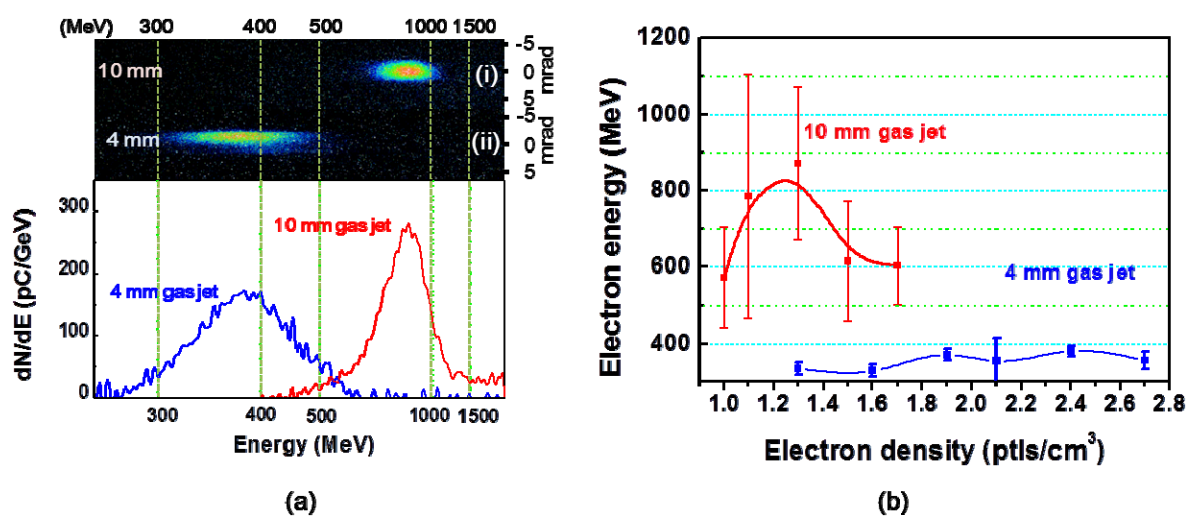 (MeV) 300 400 500 1000 1500
10 mm (i)
-5
0
5
mrad
4 mm (ii)
-5
0
5
mrad
dN/dE (pC/GeV)
300
150
0
10 mm gas jet
4 mm gas jet
300 400 500 1000 1500
Energy (MeV)
(a)
Electron energy (MeV)
1200
1000
800
600
400
10 mm gas jet
4 mm gas jet
1.0 1.2 1.4 1.6 1.8 2.0 2.2 2.4 2.6 2.8
Electron density (ptls/cm³)
(b)